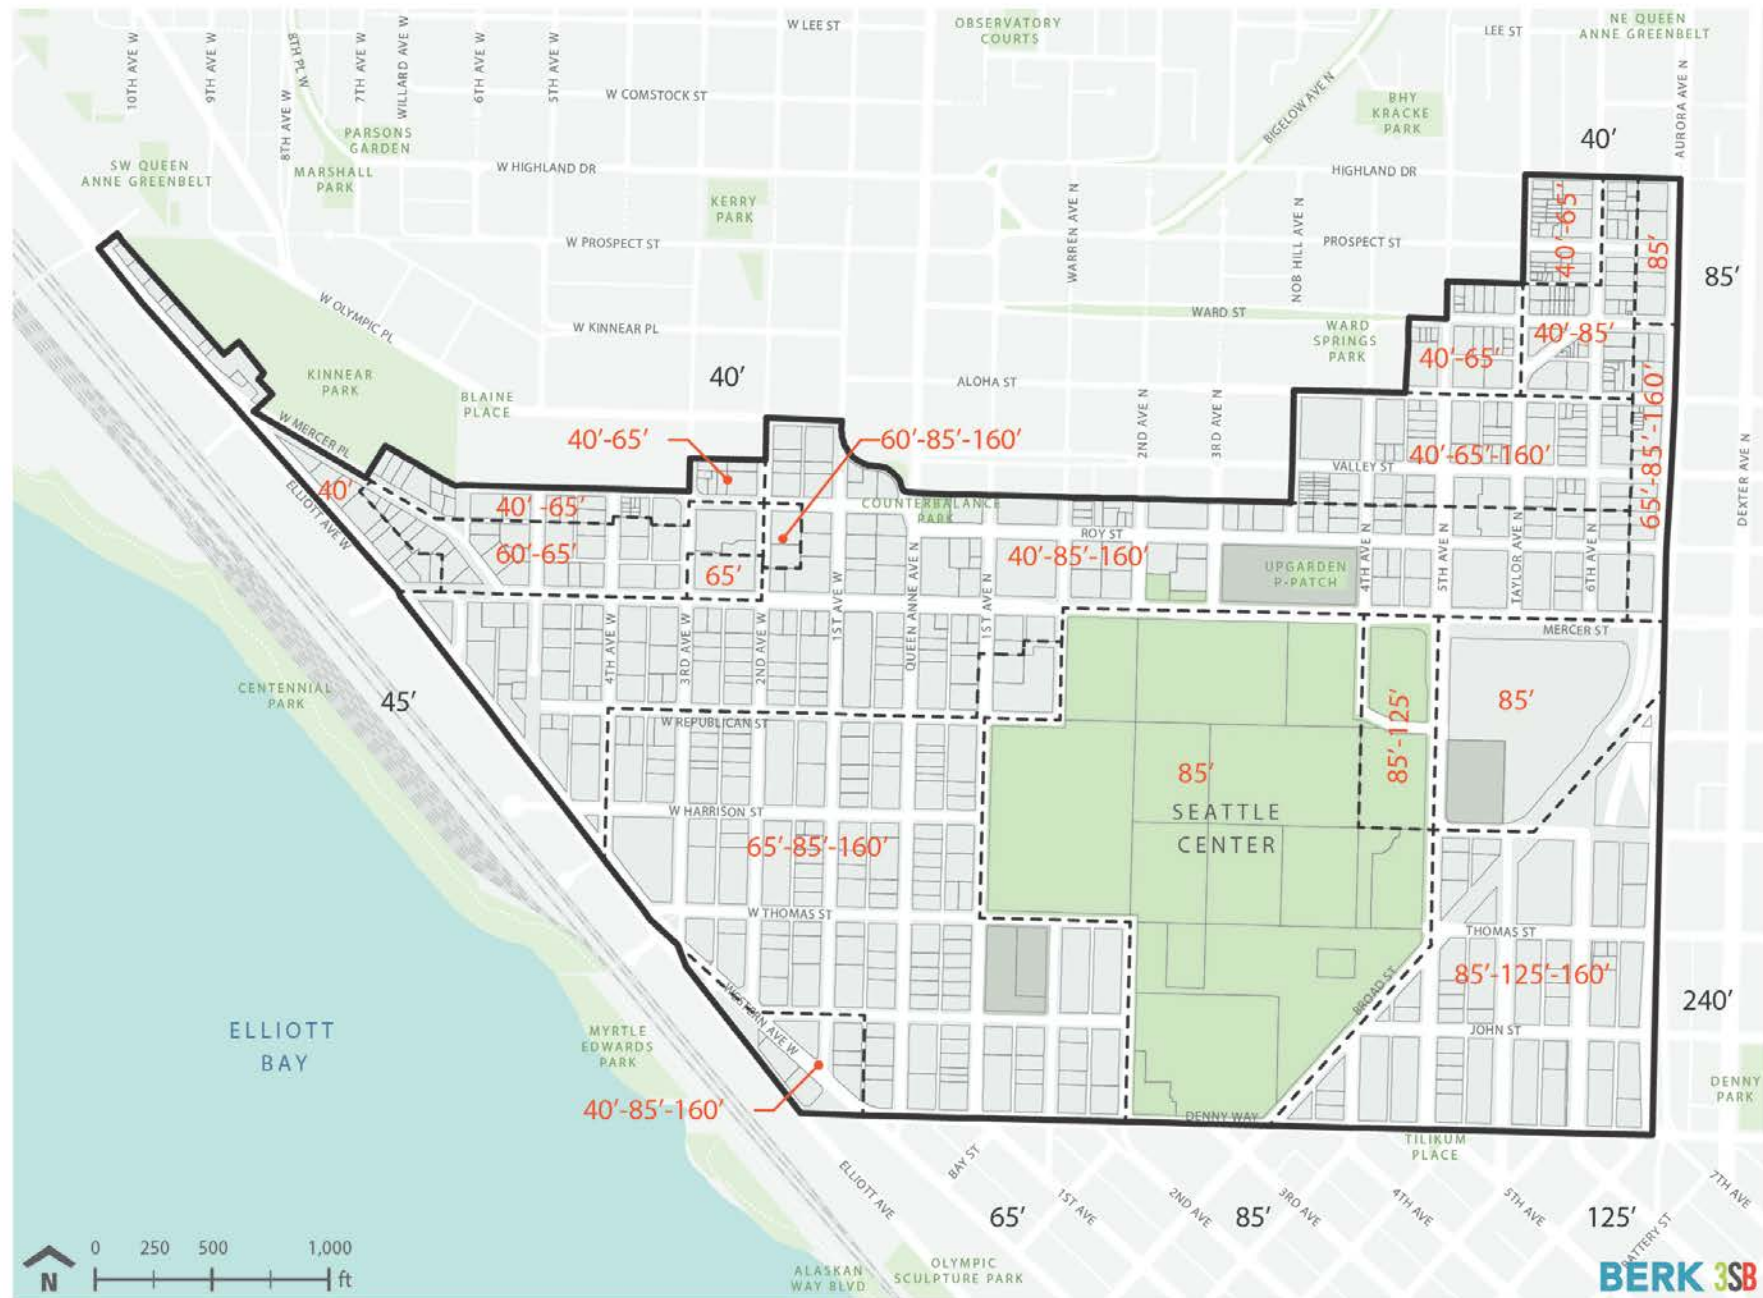 W LEE ST
OBSERVATORY
COURTS
LEE ST
NE QUEEN
ANNE GREENBELT
10TH AVE W
9TH AVE W
8TH PL W
7TH AVE W
WILLARD AVE W
6TH AVE W
5TH AVE W
8TH AVE W
W COMSTOCK ST
BIGELOW AVE N
BHY
KRACKE
PARK
40'
AURORA AVE N
PARSONS
GARDEN
SW QUEEN
ANNE GREENBELT
MARSHALL
PARK
W HIGHLAND DR
HIGHLAND DR
KERRY
PARK
WARREN AVE N
NOB HILL AVE N
W PROSPECT ST
PROSPECT ST
40'-65'
85'
85'
W OLYMPIC PL
W KINNEAR PL
WARD ST
WARD
SPRINGS
PARK
40'-85'
40'-65'
KINNEAR
PARK
40'
ALOHA ST
BLAINE
PLACE
2ND AVE N
3RD AVE N
65'-85'-160'
DEXTER AVE N
W MERCER PL
40'-65'
60'-85'-160'
VALLEY ST
40'-65'-160'
40'
ELLIOTT AVE W
40'-65'
COUNTERBALANCE
PARK
ROY ST
60'-65'
65'
40'-85'-160'
UPGARDEN
P-PATCH
4TH AVE N
5TH AVE N
TAYLOR AVE N
6TH AVE N
4TH AVE W
3RD AVE W
2ND AVE W
1ST AVE W
QUEEN ANNE AVE N
1ST AVE N
MERCER ST
CENTENNIAL
PARK
45'
W REPUBLICAN ST
85'-125'
85'
85'
W HARRISON ST
SEATTLE
CENTER
65'-85'-160'
W THOMAS ST
THOMAS ST
85'-125'-160'
WESTERN AVE W
BROAD ST
240'
ELLIOTT
BAY
MYRTLE
EDWARDS
PARK
JOHN ST
40'-85'-160'
DENNY WAY
DENNY
PARK
TILIKUM
PLACE
ELLIOTT AVE
BAY ST
65'
1ST AVE
2ND AVE
85'
3RD AVE
4TH AVE
5TH AVE
125'
BATTERY ST
7TH AVE
0 250 500 1,000
ft
N
ALASKAN
WAY BLVD
OLYMPIC
SCULPTURE PARK
BERK 3SB